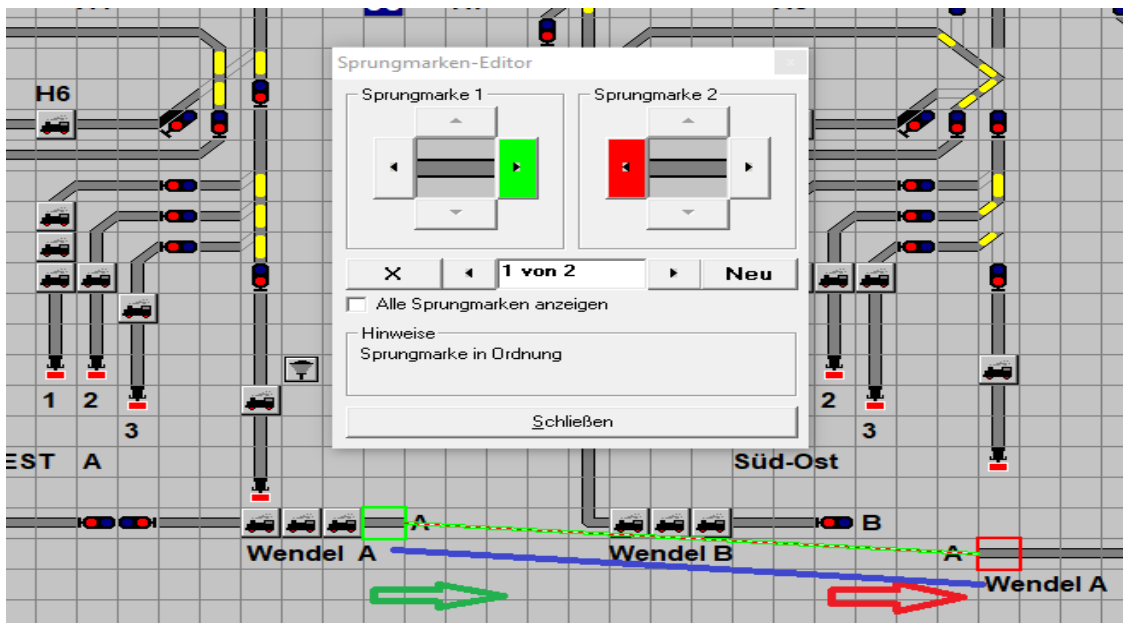 Sprungmarken-Editor
Sprungmarke 1
Sprungmarke 2
H6
X
1 von 2
Neu
Alle Sprungmarken anzeigen
Hinweise
Sprungmarke in Ordnung
1 2
3
2
3
Schließen
EST A
Süd-Ost
A
B
Wendel A
Wendel B
A
Wendel A